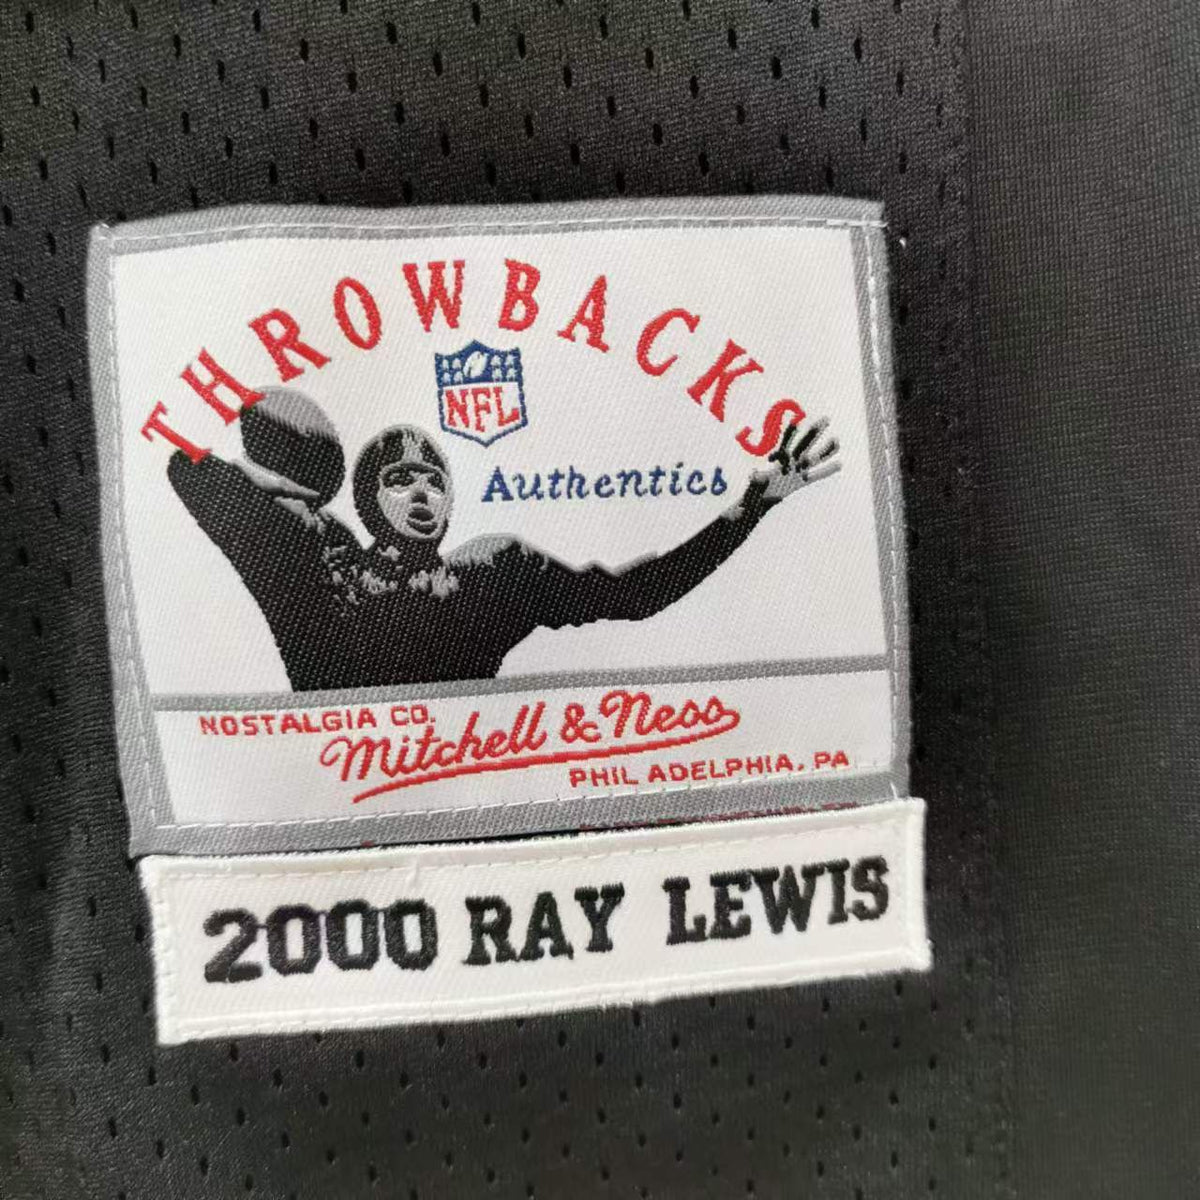 THROWBACKS
NFL
Authentics
NOSTALGIA CO.
Mitchell & Ness
PHIL ADELPHIA, PA
2000 RAY LEWIS